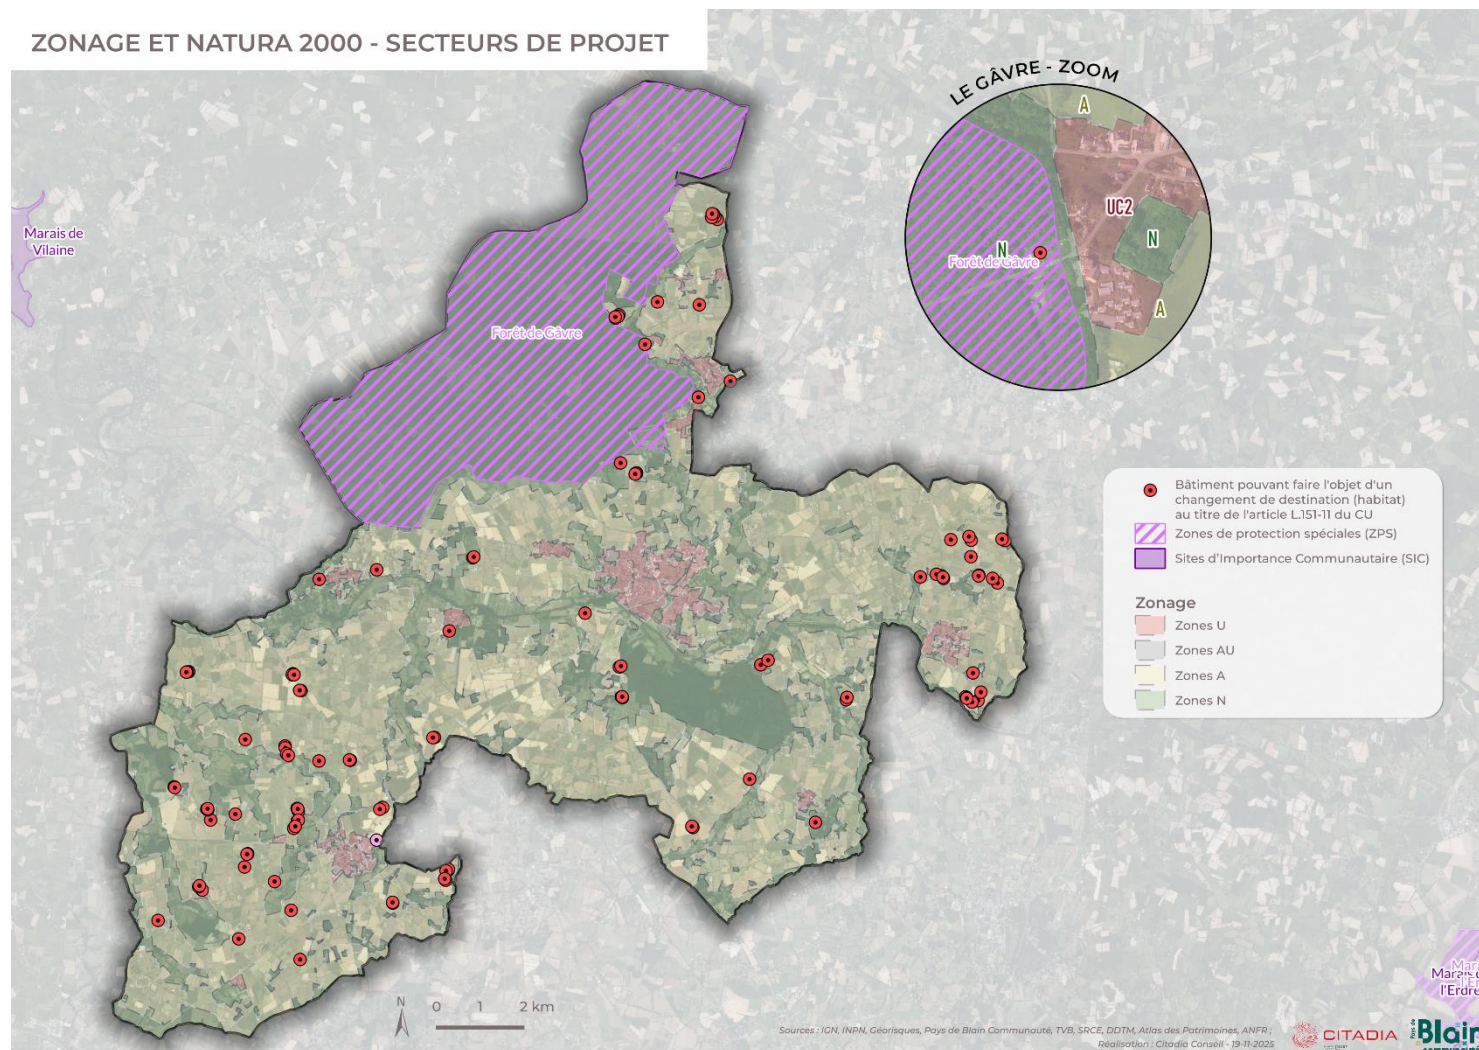 ZONAGE ET NATURA 2000 - SECTEURS DE PROJET
LE GÂVRE - ZOOM
A
UC2
N
N
Forêt de Gâvre
A
Marais de
Vilaine
Forêt de Gâvre
Bâtiment pouvant faire l'objet d'un
changement de destination (habitat)
au titre de l'article L.151-11 du CU
Zones de protection spéciales (ZPS)
Sites d'Importance Communautaire (SIC)
Zonage
Zones U
Zones AU
Zones A
Zones N
l'Erdre
N
0 1 2 km
Sources : IGN, INPN, Géorisques, Pays de Blain Communauté, TVB, SRCE, DDTM, Atlas des Patrimoines, ANFR ;
Réalisation : Citadia Conseil - 19-11-2025
CITADIA
Blain